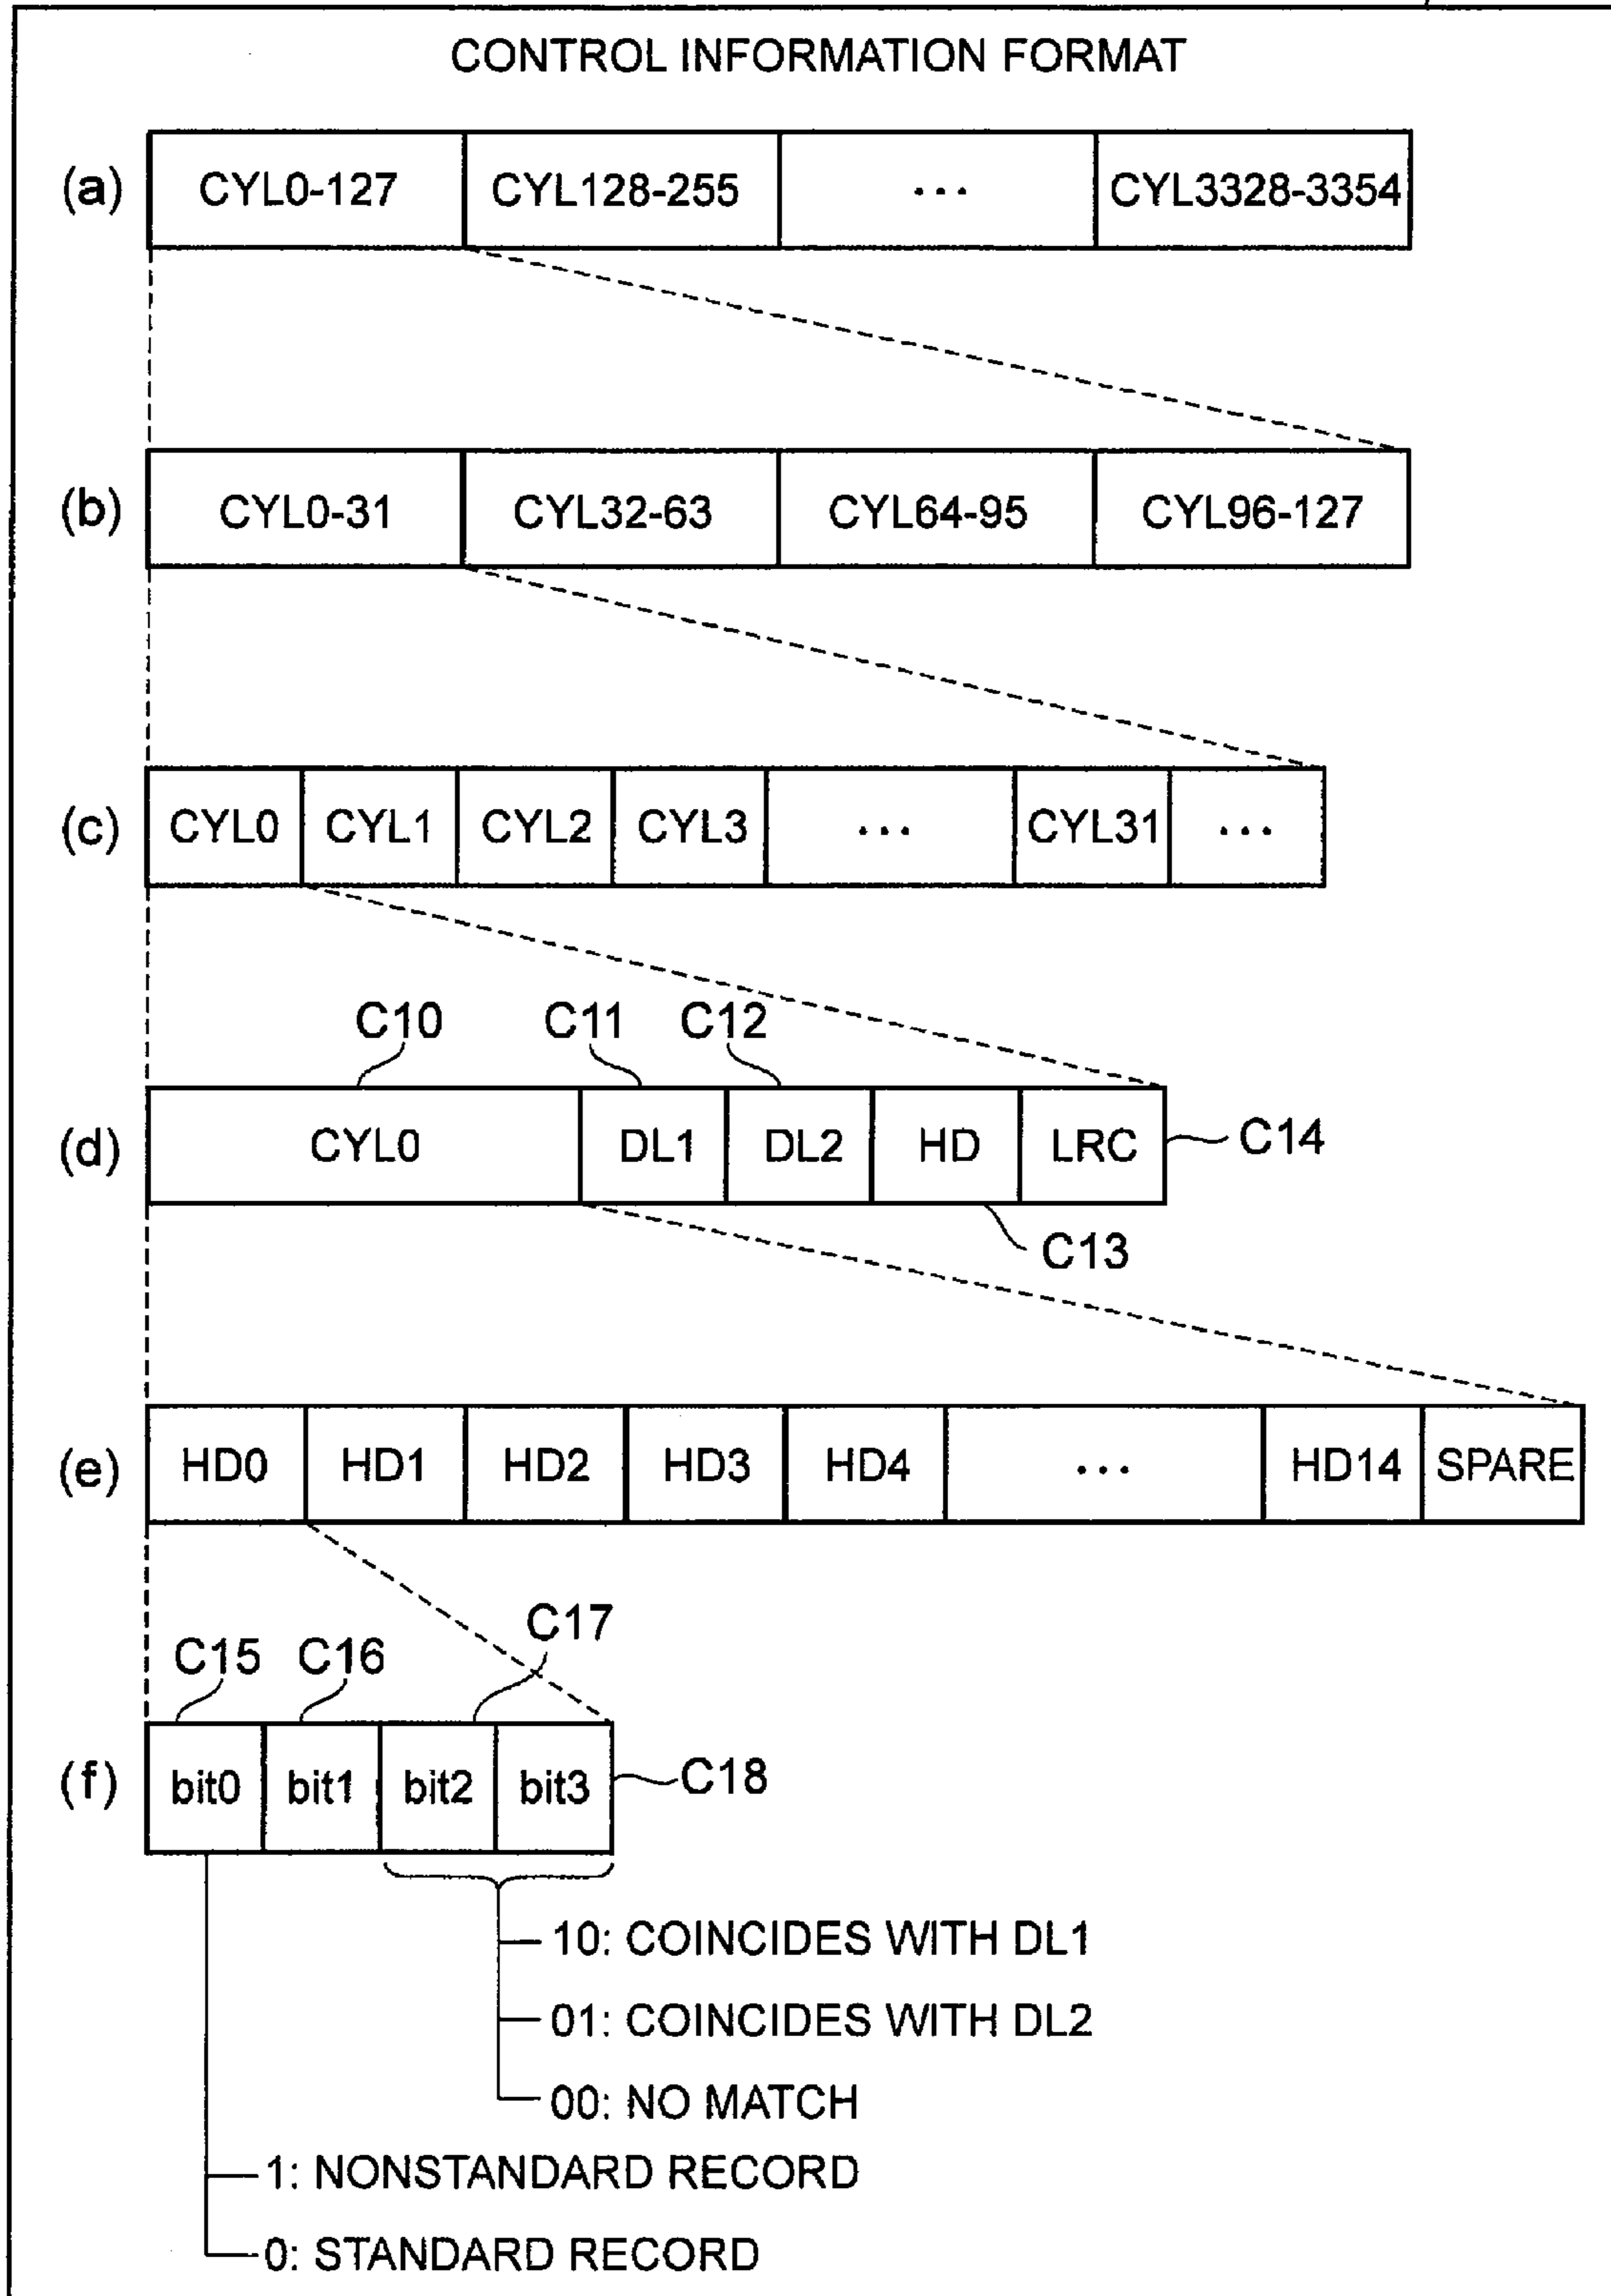 CONTROL INFORMATION FORMAT
(a) CYL0-127 CYL128-255 ... CYL3328-3354
(b) CYL0-31 CYL32-63 CYL64-95 CYL96-127
(c) CYL0 CYL1 CYL2 CYL3 ... CYL31 ...
C10 C11 C12
(d) CYL0 DL1 DL2 HD LRC C14
C13
(e) HD0 HD1 HD2 HD3 HD4 ... HD14 SPARE
C17
C15 C16
(f) bit0 bit1 bit2 bit3 C18
10: COINCIDES WITH DL1
01: COINCIDES WITH DL2
00: NO MATCH
1: NONSTANDARD RECORD
0: STANDARD RECORD